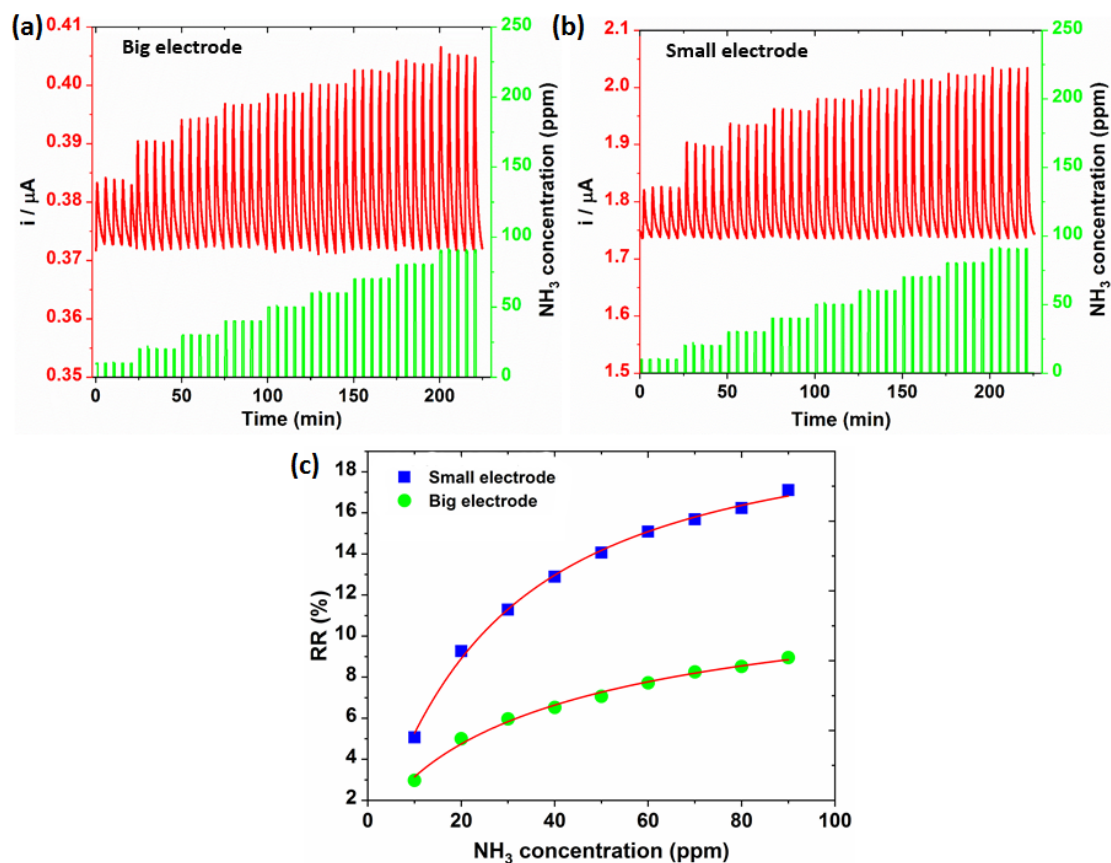 (a)
Big electrode
0.41
0.40
0.39
0.38
0.37
0.36
0.35
i / μA
250
200
150
100
50
0
NH₃ concentration (ppm)
0 50 100 150 200
Time (min)
(b)
Small electrode
2.1
2.0
1.9
1.8
1.7
1.6
1.5
i / μA
250
200
150
100
50
0
NH₃ concentration (ppm)
0 50 100 150 200
Time (min)
(c)
Small electrode
Big electrode
18
16
14
12
10
8
6
4
2
RR (%)
0 20 40 60 80 100
NH₃ concentration (ppm)